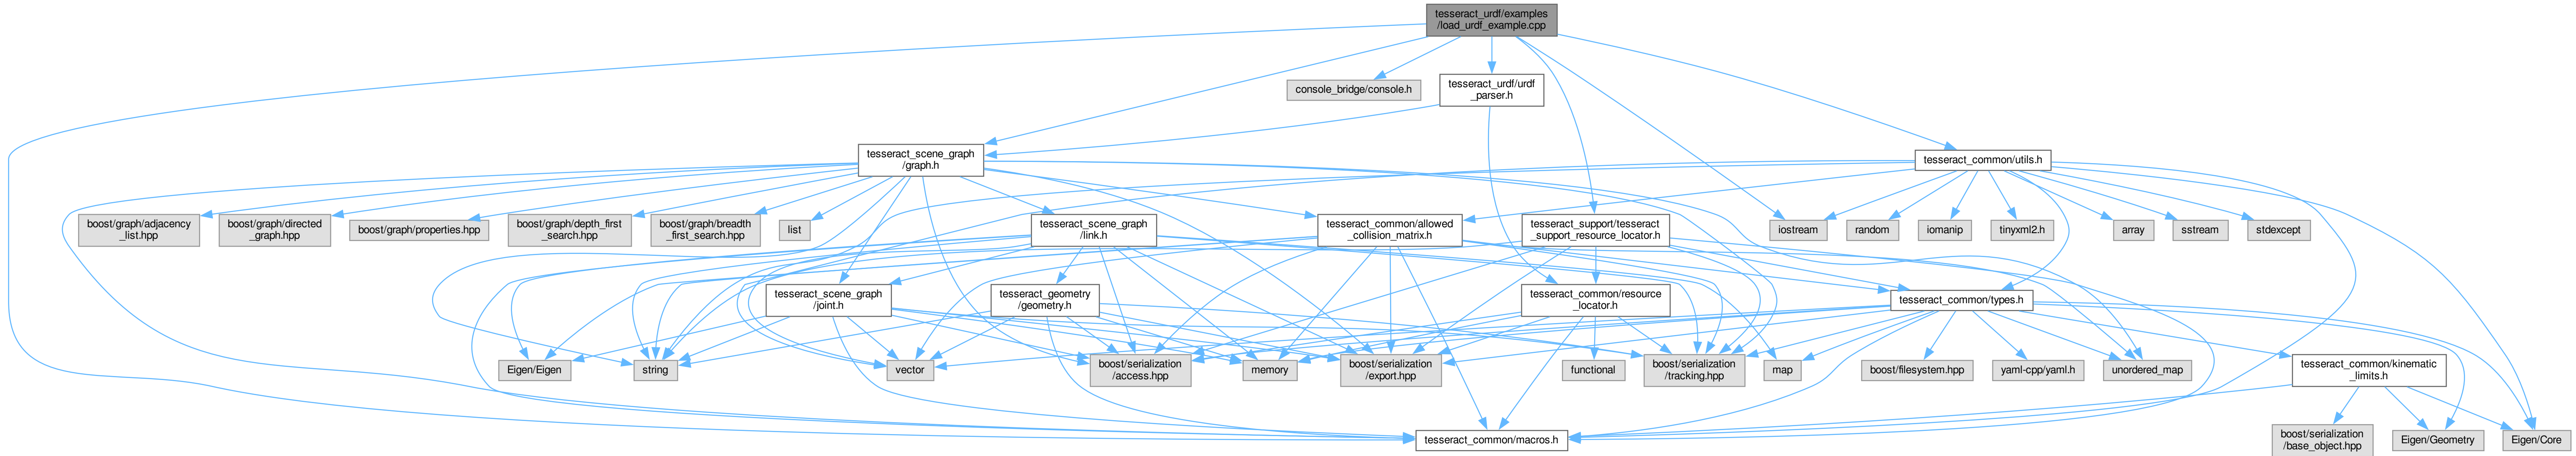 tesseract_urdf/examples
/load_urdf_example.cpp
console_bridge/console.h
tesseract_urdf/urdf
_parser.h
tesseract_scene_graph
/graph.h
tesseract_common/utils.h
boost/graph/adjacency
_list.hpp
boost/graph/directed
_graph.hpp
boost/graph/properties.hpp
boost/graph/depth_first
_search.hpp
boost/graph/breadth
_first_search.hpp
list
tesseract_scene_graph
/link.h
tesseract_common/allowed
_collision_matrix.h
tesseract_support/tesseract
_support_resource_locator.h
iostream
random
iomanip
tinyxml2.h
array
sstream
stdexcept
tesseract_scene_graph
/joint.h
tesseract_geometry
/geometry.h
tesseract_common/resource
_locator.h
tesseract_common/types.h
Eigen/Eigen
string
vector
boost/serialization
/access.hpp
memory
boost/serialization
/export.hpp
functional
boost/serialization
/tracking.hpp
map
boost/filesystem.hpp
yaml-cpp/yaml.h
unordered_map
tesseract_common/kinematic
_limits.h
tesseract_common/macros.h
boost/serialization
/base_object.hpp
Eigen/Geometry
Eigen/Core